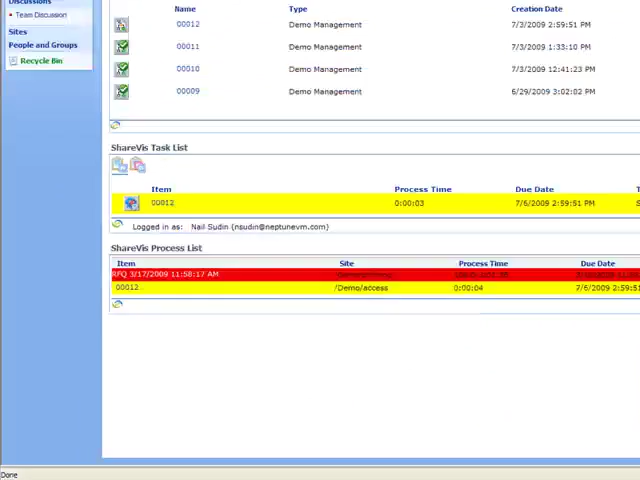 Discussions
Team Discussion
Sites
People and Groups
Recycle Bin
Name Type Creation Date
00012 Demo Management 7/3/2009 2:59:51 PM
00011 Demo Management 7/3/2009 1:33:10 PM
00010 Demo Management 7/3/2009 12:41:23 PM
00009 Demo Management 6/29/2009 3:02:02 PM
ShareVis Task List
Item Process Time Due Date
00012 0:00:03 7/6/2009 2:59:51 PM
Logged in as: Nail Sudin (nsudin@neptunevm.com)
ShareVis Process List
Item Site Process Time Due Date
RFQ 3/17/2009 11:58:17 AM
00012 /Demo/access 0:00:04 7/6/2009 2:59:51
Done